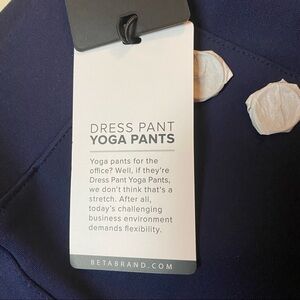 DRESS PANT
YOGA PANTS
Yoga pants for the
office? Well, if they're
Dress Pant Yoga Pants,
we don't think that's a
stretch. After all,
today's challenging
business environment
demands flexibility.
BETABRAND.COM